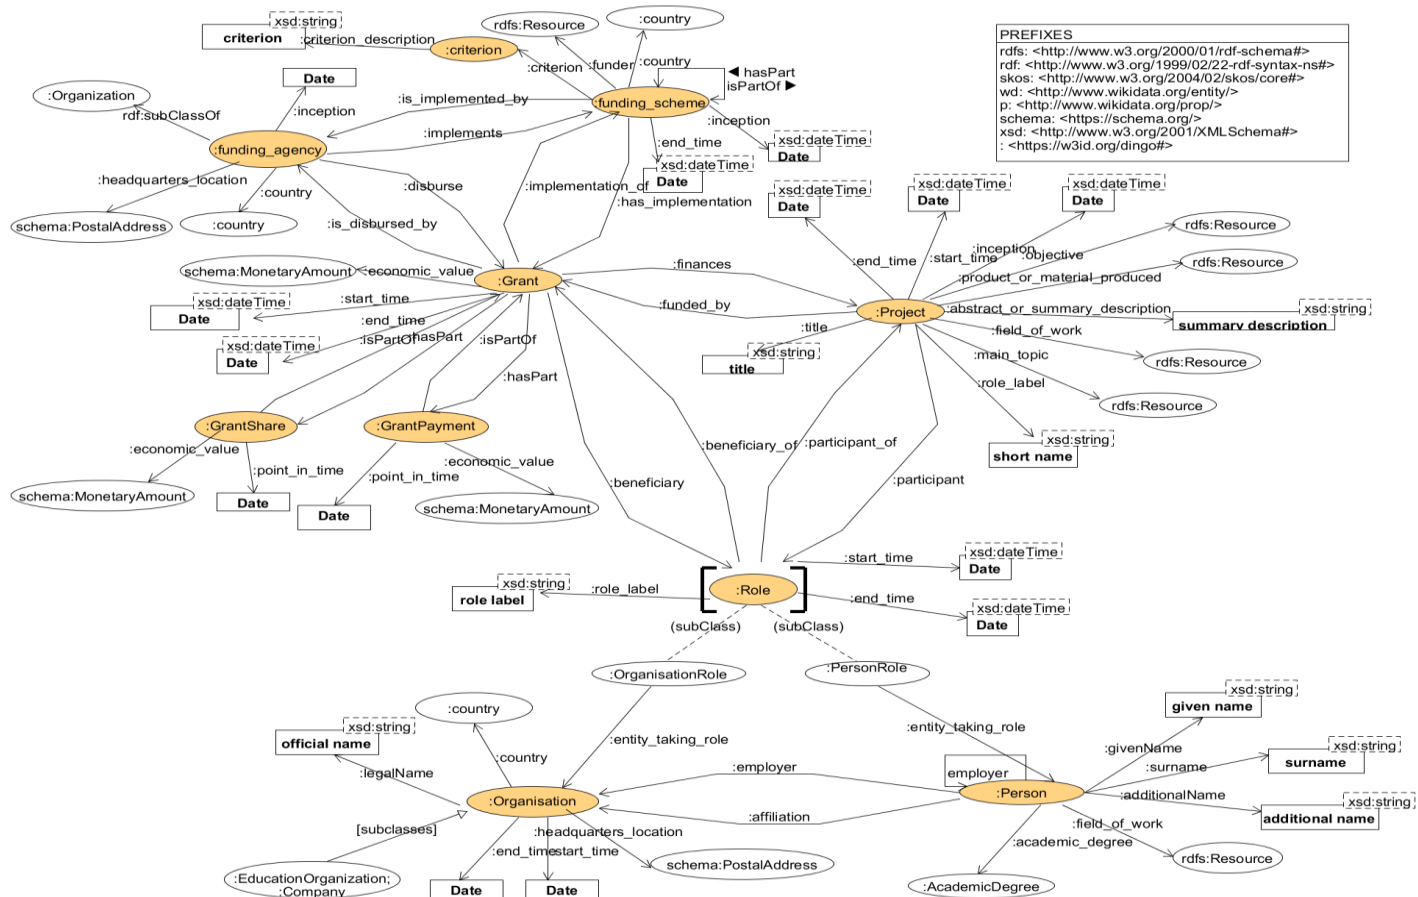 xsd:string
criterion
:criterion_description
:criterion
rdfs:Resource
:country
:criterion
:funder
:country
◄ hasPart
isPartOf ►
:funding_scheme
:inception
xsd:dateTime
Date
:end_time
xsd:dateTime
Date
Date
:inception
:Organization
rdf:subClassOf
:is_implemented_by
:implements
:funding_agency
:headquarters_location
:country
schema:PostalAddress
:country
:disburse
:is_disbursed_by
:implementation_of
:has_implementation
PREFIXES
rdfs: <http://www.w3.org/2000/01/rdf-schema#>
rdf: <http://www.w3.org/1999/02/22-rdf-syntax-ns#>
skos: <http://www.w3.org/2004/02/skos/core#>
wd: <http://www.wikidata.org/entity/>
p: <http://www.wikidata.org/prop/>
schema: <https://schema.org/>
xsd: <http://www.w3.org/2001/XMLSchema#>
: <https://w3id.org/dingo#>
xsd:dateTime
Date
xsd:dateTime
Date
xsd:dateTime
Date
rdfs:Resource
rdfs:Resource
:end_time
:start_time
:inception
:objective
:product_or_material_produced
:abstract_or_summary_description
xsd:string
summary description
:Project
:field_of_work
rdfs:Resource
:main_topic
rdfs:Resource
:role_label
xsd:string
short name
:title
xsd:string
title
:finances
:funded_by
schema:MonetaryAmount
:economic_value
:Grant
:start_time
xsd:dateTime
Date
:end_time
xsd:dateTime
Date
:isPartOf
:hasPart
:isPartOf
:hasPart
:GrantShare
:GrantPayment
:economic_value
:point_in_time
schema:MonetaryAmount
Date
:point_in_time
:economic_value
Date
schema:MonetaryAmount
:beneficiary
:beneficiary_of
:participant_of
:participant
:Role
:start_time
xsd:dateTime
Date
:end_time
xsd:dateTime
Date
:role_label
xsd:string
role label
(subClass)
(subClass)
:OrganisationRole
:PersonRole
:entity_taking_role
:entity_taking_role
:country
:country
xsd:string
official name
:legalName
:Organisation
[subclasses]
:EducationOrganization;
:Company
:end_time
start_time
:headquarters_location
Date
Date
schema:PostalAddress
:employer
:affiliation
employer
:Person
:givenName
xsd:string
given name
:surname
xsd:string
surname
:additionalName
xsd:string
additional name
:field_of_work
rdfs:Resource
:academic_degree
:AcademicDegree